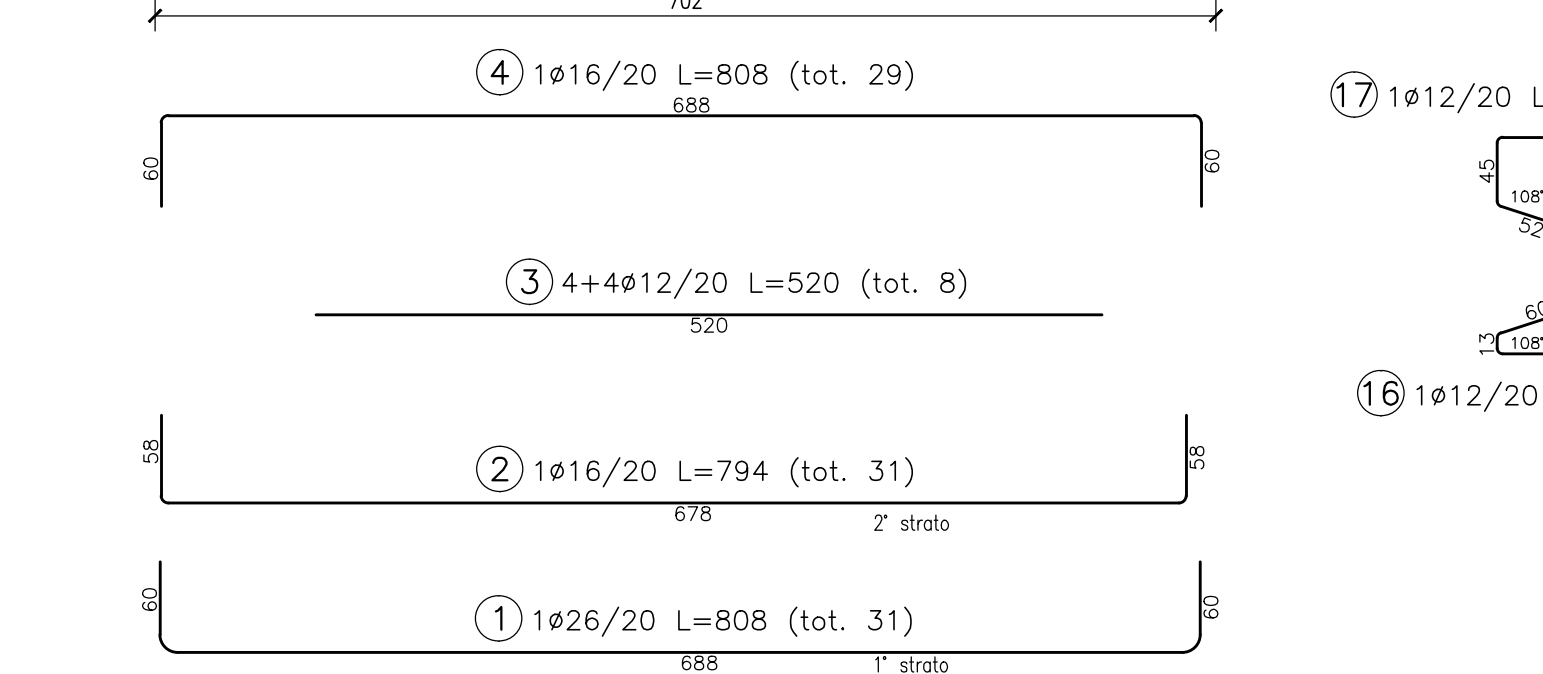 702
4 1ø16/20 L=808 (tot. 29)
688
60
60
3 4+4ø12/20 L=520 (tot. 8)
520
58
58
2 1ø16/20 L=794 (tot. 31)
678
2° strato
60
60
1 1ø26/20 L=808 (tot. 31)
688
1° strato
17 1ø12/20 L
45
108°
52
60
13
108°
16 1ø12/20